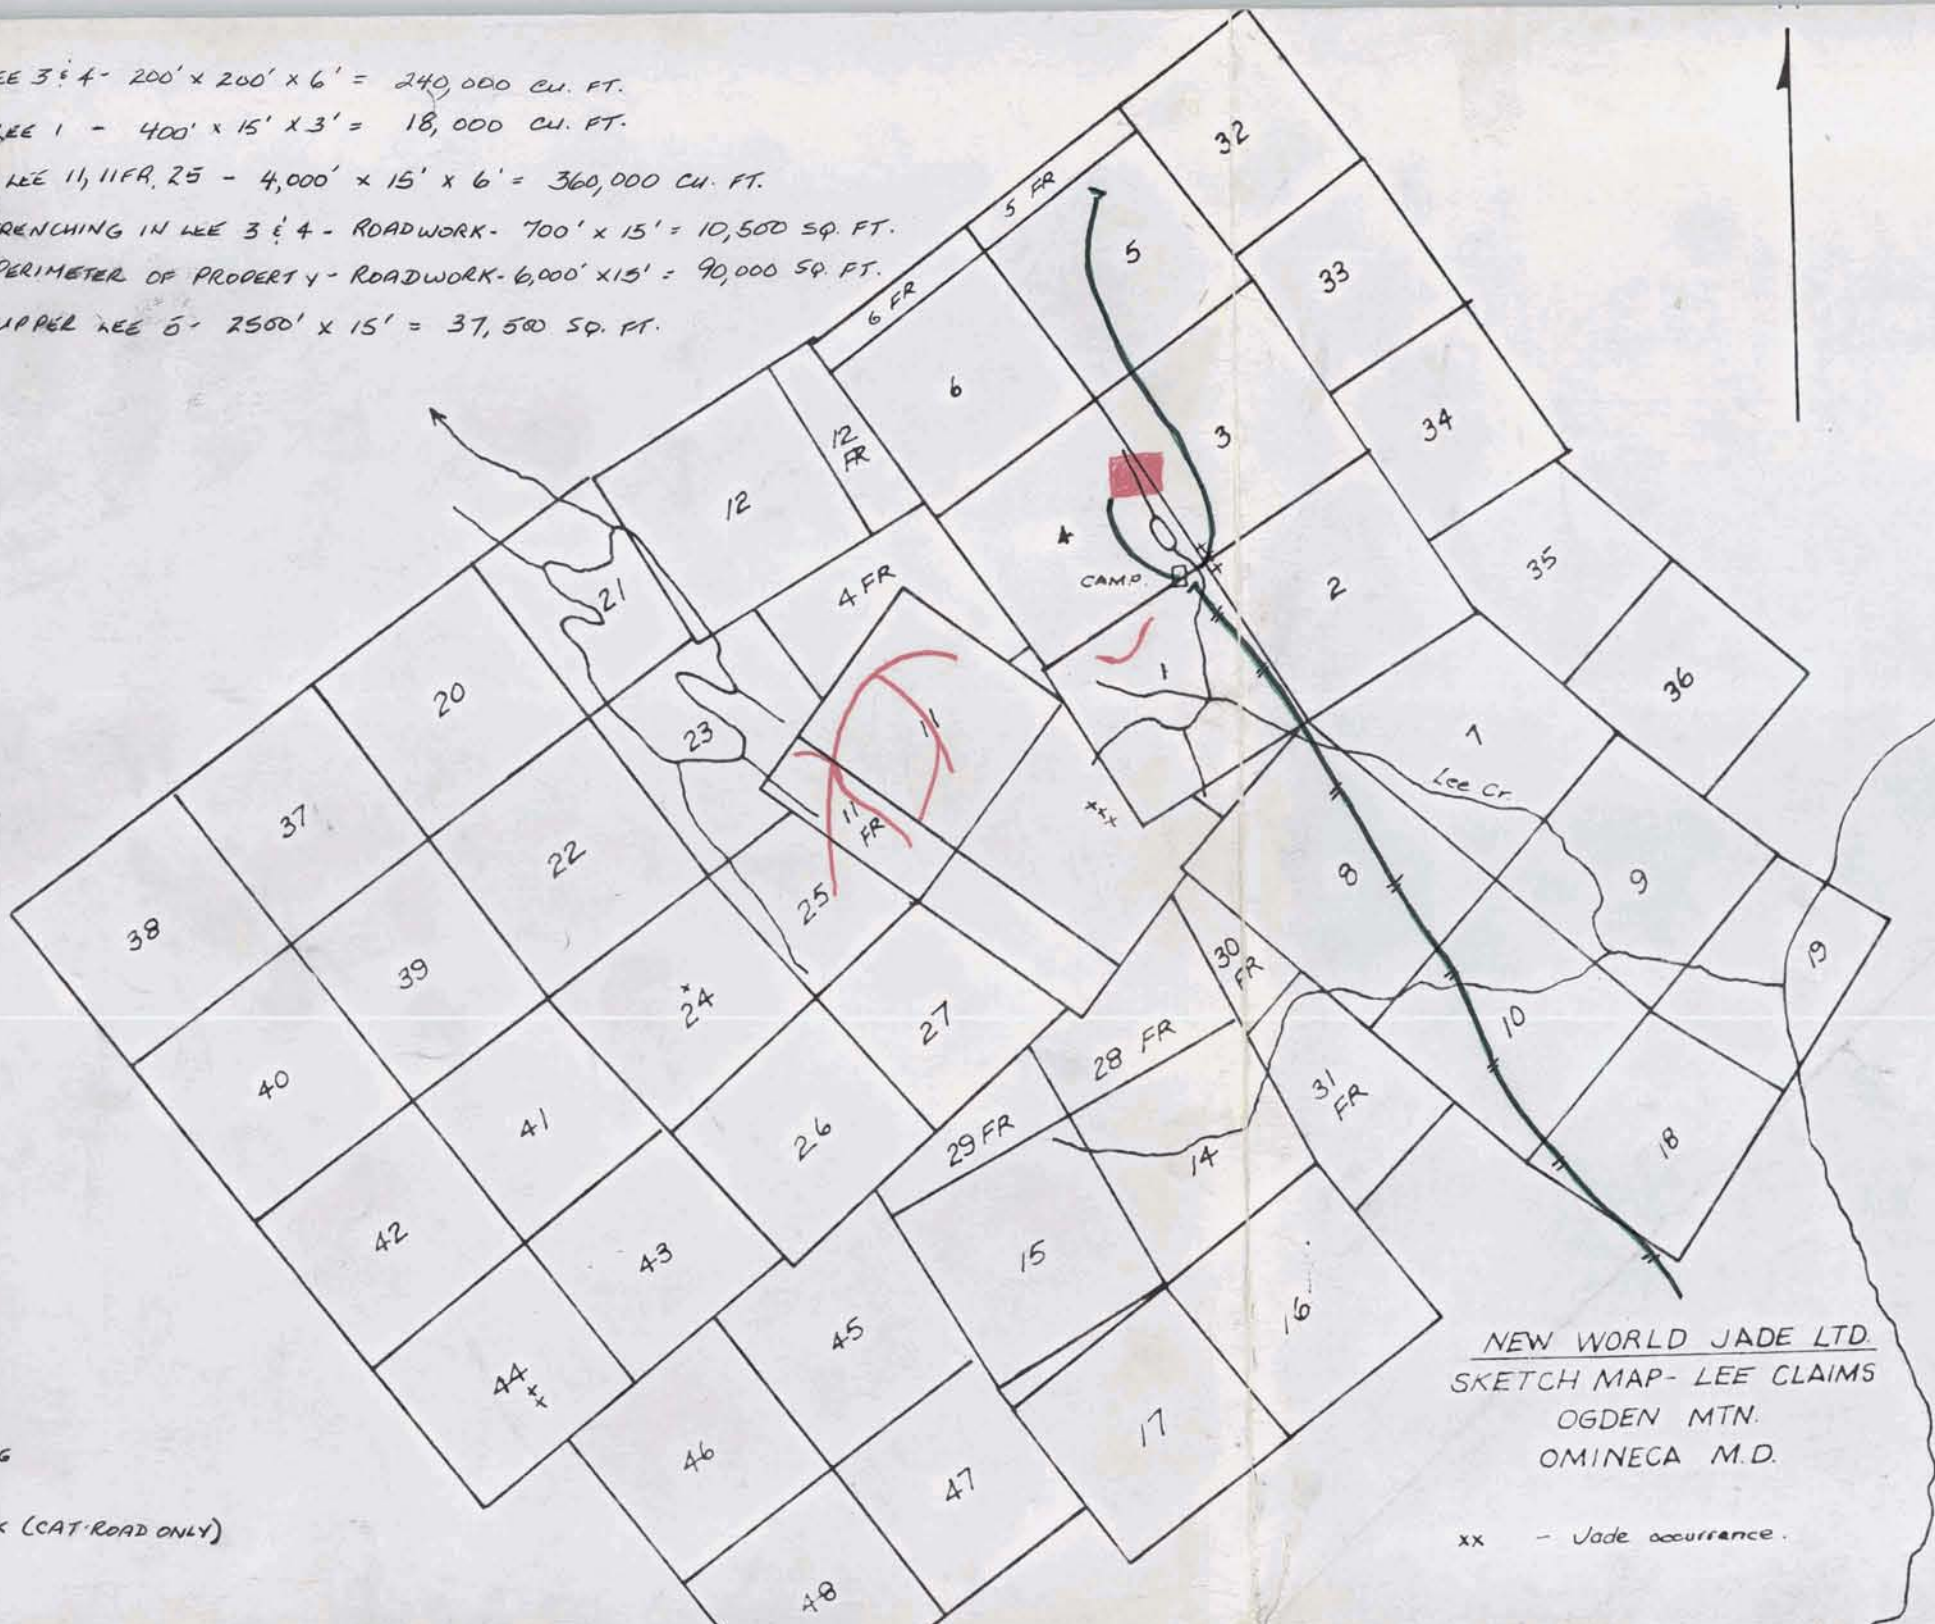 EE 3 & 4 - 200' x 200' x 6' = 240,000 CU. FT.
LEE 1 - 400' x 15' x 3' = 18,000 CU. FT.
LEE 11, 11FR, 25 - 4,000' x 15' x 6' = 360,000 CU. FT.
RENCHING IN LEE 3 & 4 - ROADWORK - 700' x 15' = 10,500 SQ. FT.
PERIMETER OF PROPERTY - ROADWORK - 6,000' x 15' = 90,000 SQ. FT.
UPPER LEE 5 - 2500' x 15' = 37,500 SQ. FT.
32
5 FR
5
33
6 FR
6
3
34
12
FR
12
4
35
CAMP.
2
4 FR
21
1
36
20
23
11
7
Lee Cr.
37
11
FR
22
8
9
25
38
19
39
30
FR
24
27
10
28 FR
40
31
FR
41
26
29 FR
14
18
42
43
15
16
45
44
17
46
47
48
NEW WORLD JADE LTD.
SKETCH MAP - LEE CLAIMS
OGDEN MTN.
OMINECA M.D.
xx - Jade occurrance.
G
K (CAT-ROAD ONLY)